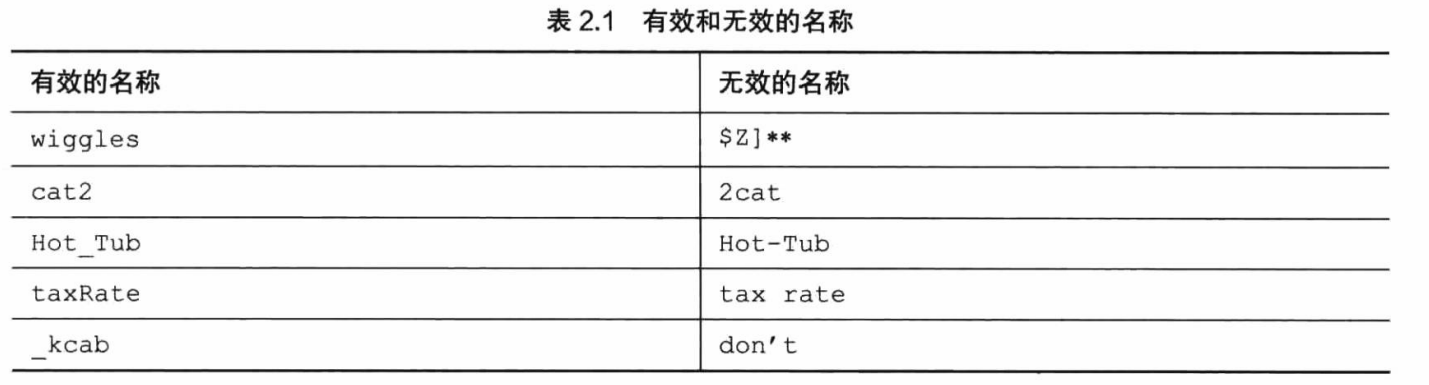 表 2.1 有效和无效的名称
有效的名称 无效的名称
wiggles $Z]**
cat2 2cat
Hot_Tub Hot-Tub
taxRate tax rate
_kcab don't